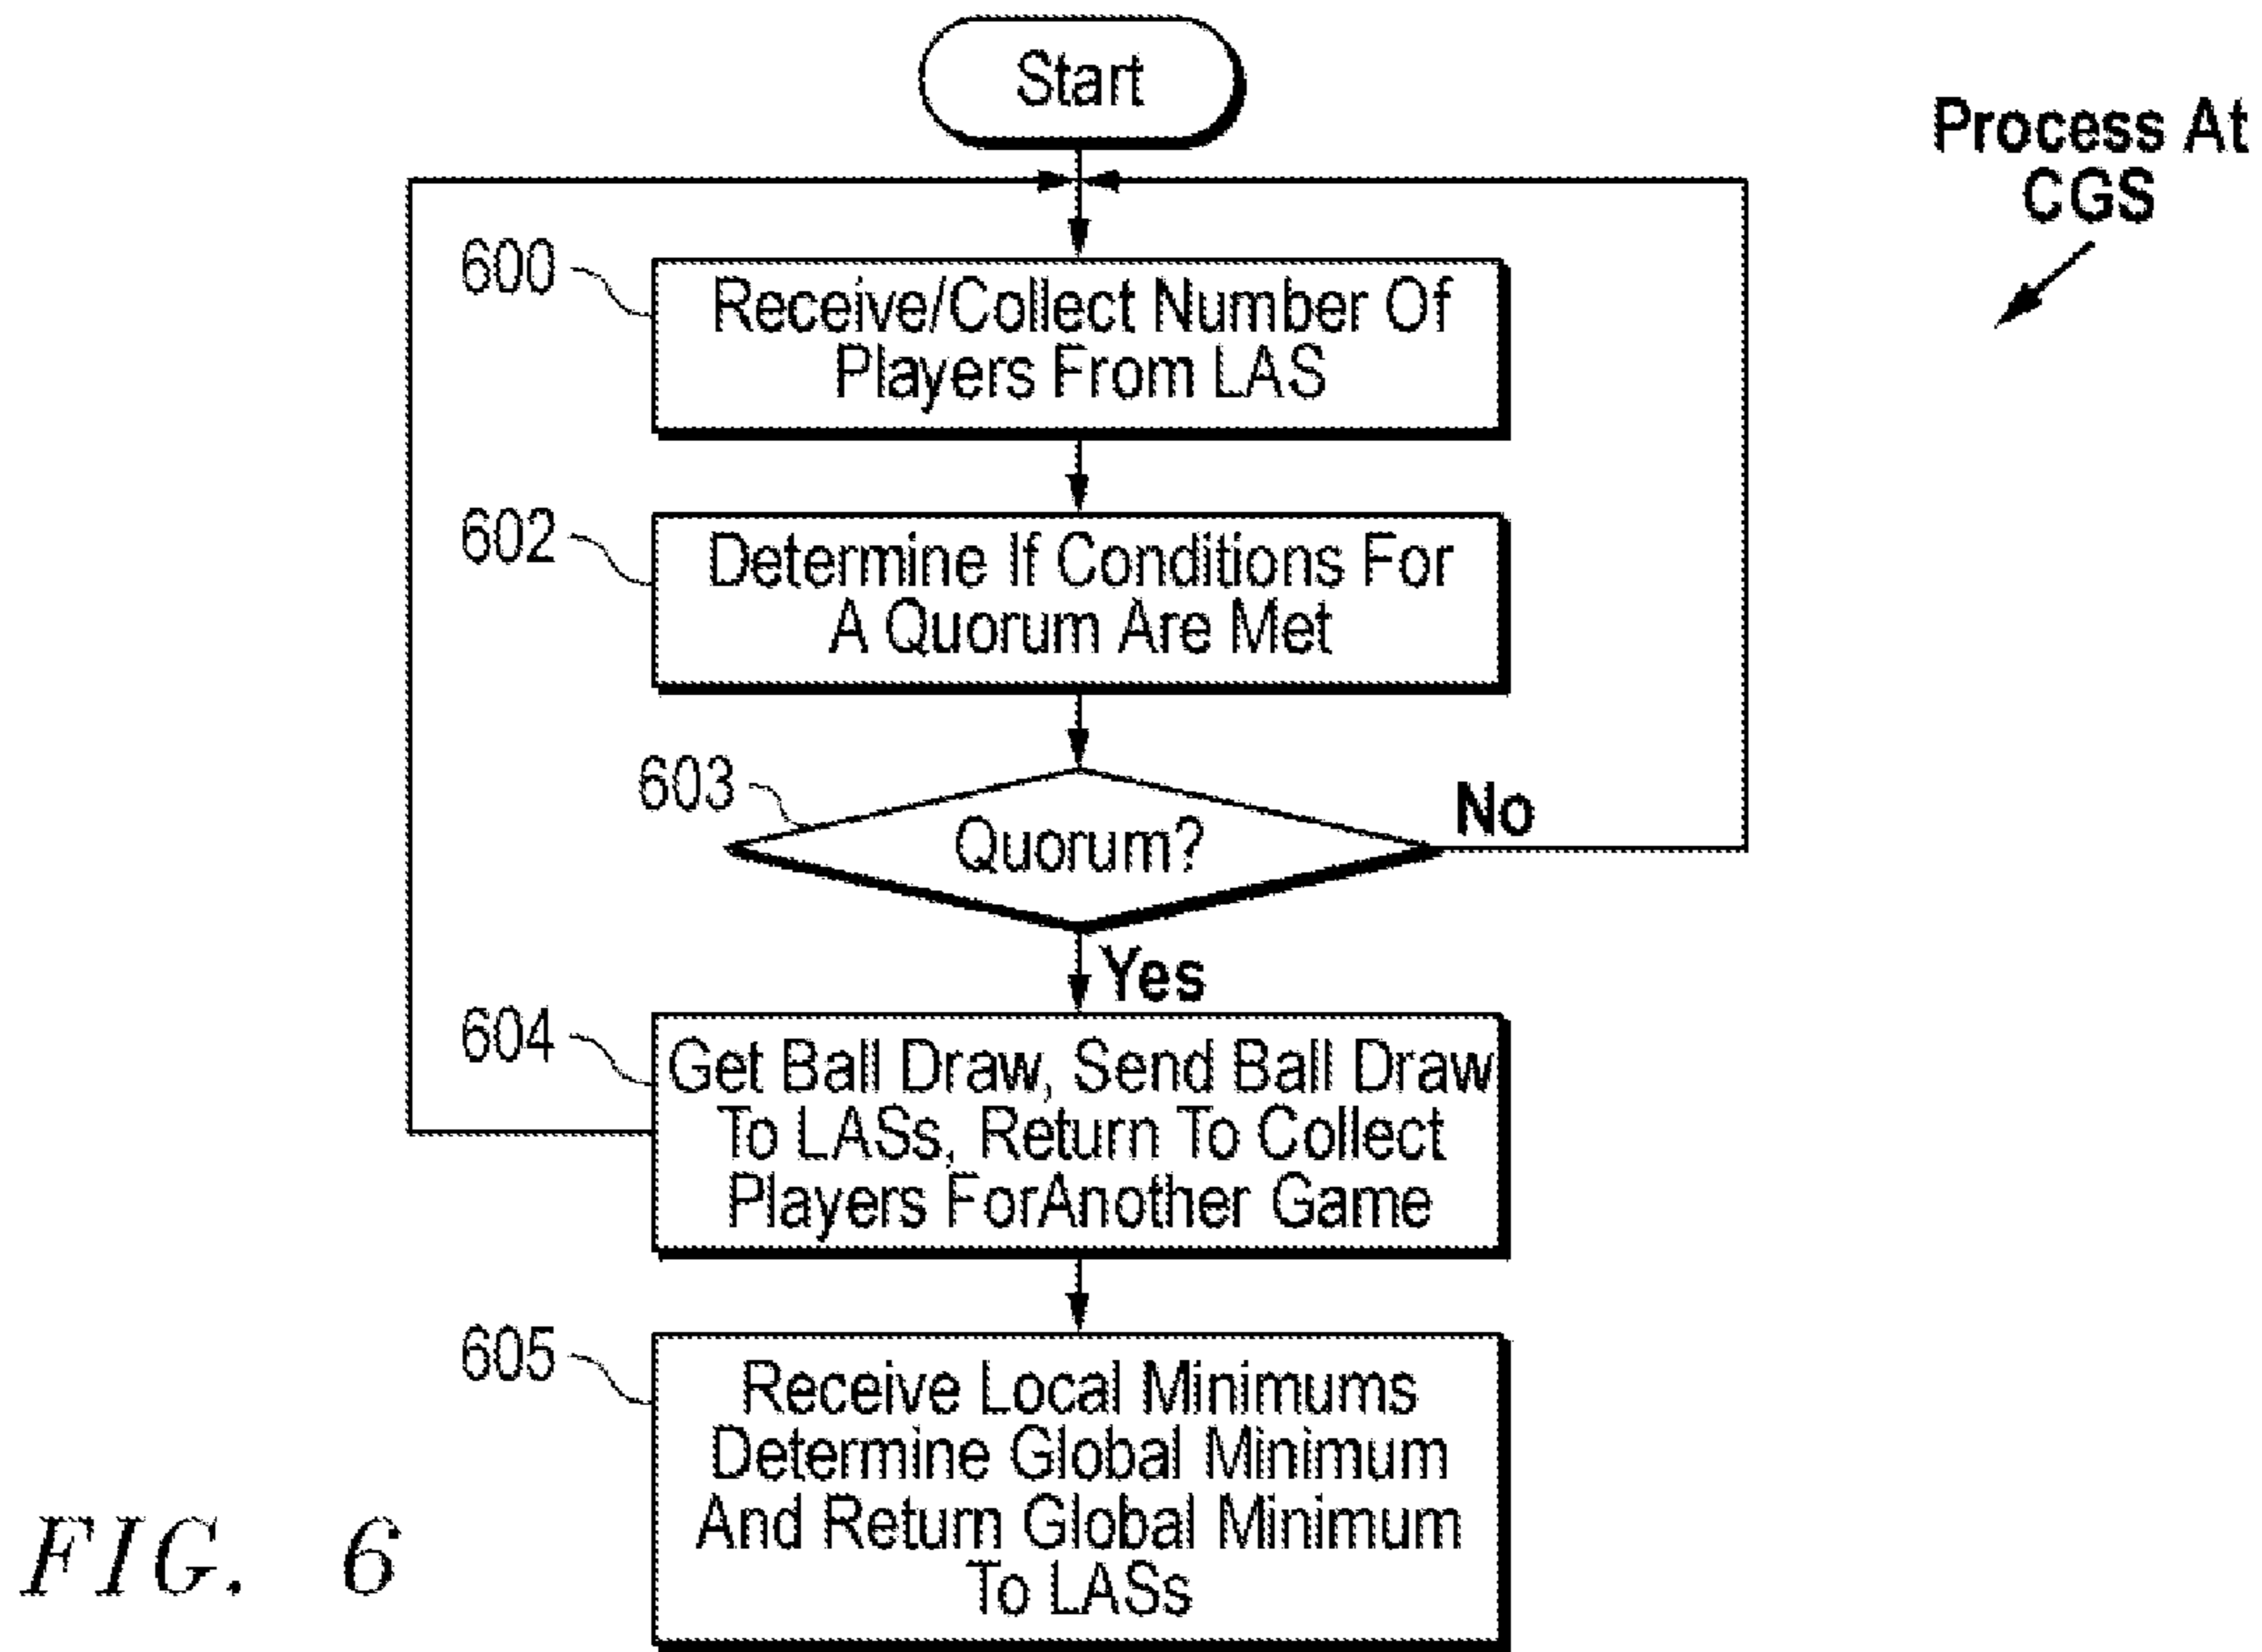 Start
Process At
CGS
600
Receive/Collect Number Of
Players From LAS
602
Determine If Conditions For
A Quorum Are Met
603
Quorum?
No
Yes
604
Get Ball Draw, Send Ball Draw
To LASs, Return To Collect
Players ForAnother Game
605
Receive Local Minimums
Determine Global Minimum
And Return Global Minimum
To LASs
FIG. 6